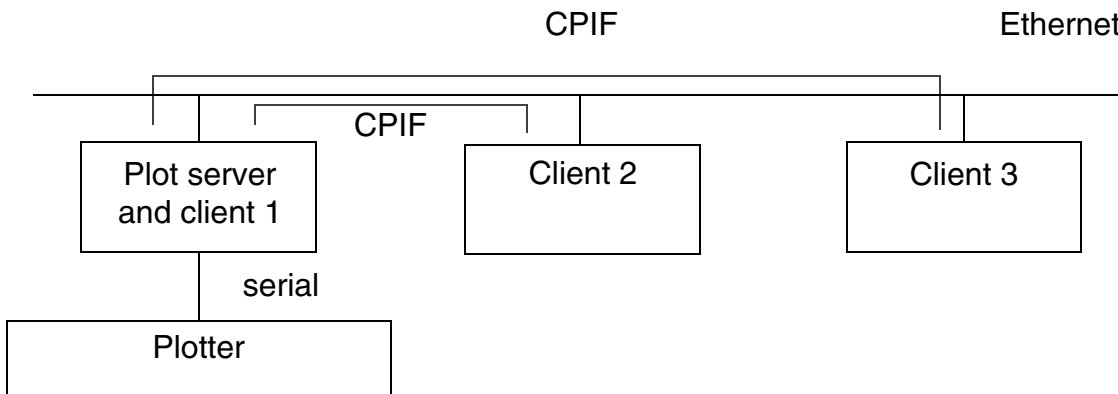 CPIF
Ethernet
CPIF
Plot server
and client 1
Client 2
Client 3
serial
Plotter